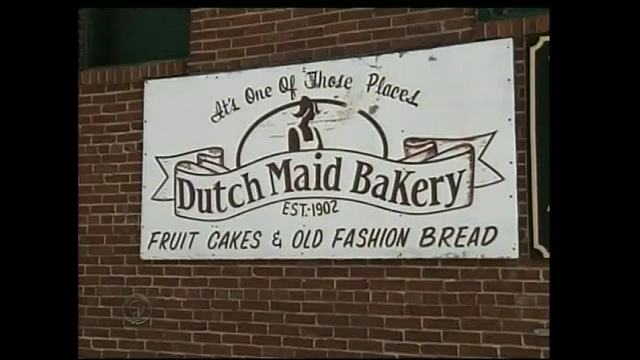 It's One Of Those Places
Dutch Maid BaKery
EST. 1902
FRUIT CAKES & OLD FASHION BREAD